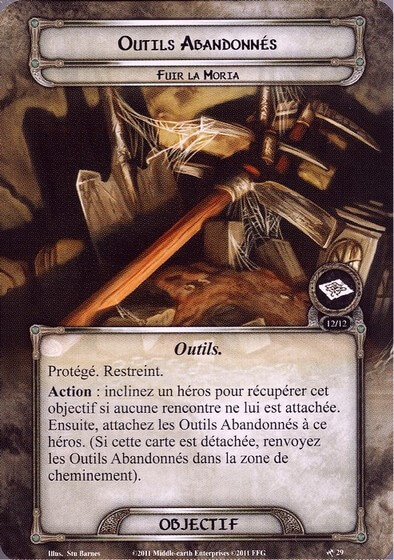 Outils Abandonnés
Fuir la Moria
12/12
Outils.
Protégé. Restreint.
Action : inclinez un héros pour récupérer cet
objectif si aucune rencontre ne lui est attachée.
Ensuite, attachez les Outils Abandonnés à ce
héros. (Si cette carte est détachée, renvoyez
les Outils Abandonnés dans la zone de
cheminement).
OBJECTIF
Illus. Stu Barnes ©2011 Middle-earth Enterprises ©2011 FFG 29